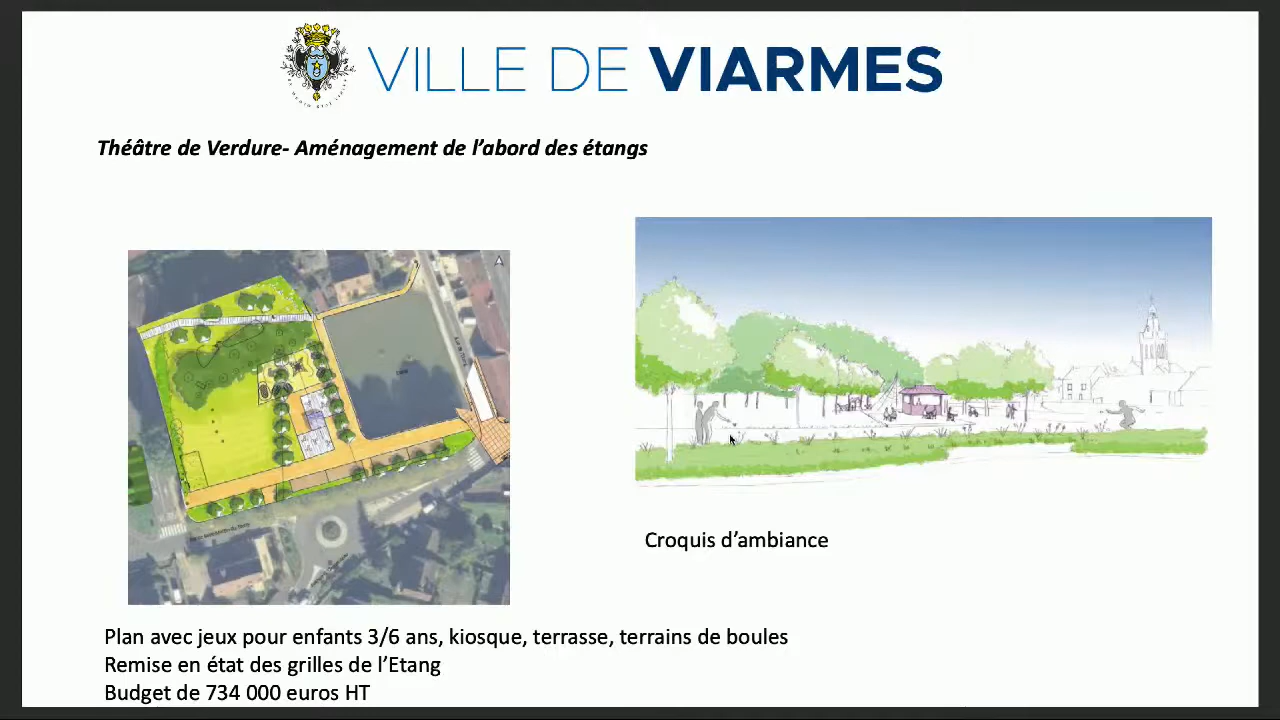 VILLE DE VIARMES
Théâtre de Verdure- Aménagement de l'abord des étangs
Croquis d'ambiance
Plan avec jeux pour enfants 3/6 ans, kiosque, terrasse, terrains de boules
Remise en état des grilles de l'Etang
Budget de 734 000 euros HT